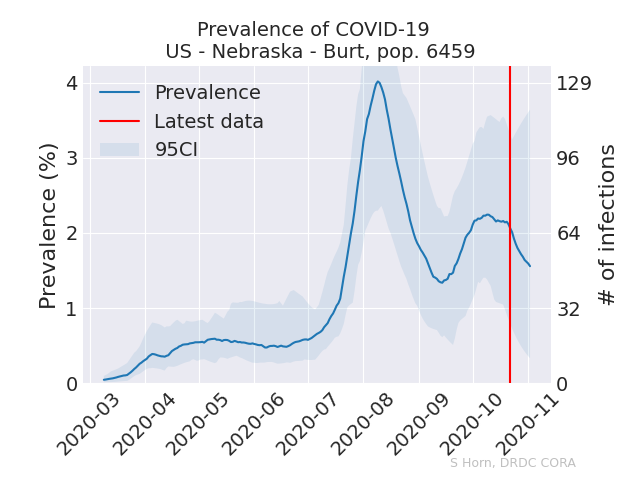 Prevalence of COVID-19
US - Nebraska - Burt, pop. 6459
Prevalence
Latest data
95CI
Prevalence (%)
4
3
2
1
0
# of infections
129
96
64
32
0
2020-03
2020-04
2020-05
2020-06
2020-07
2020-08
2020-09
2020-10
2020-11
S Horn, DRDC CORA